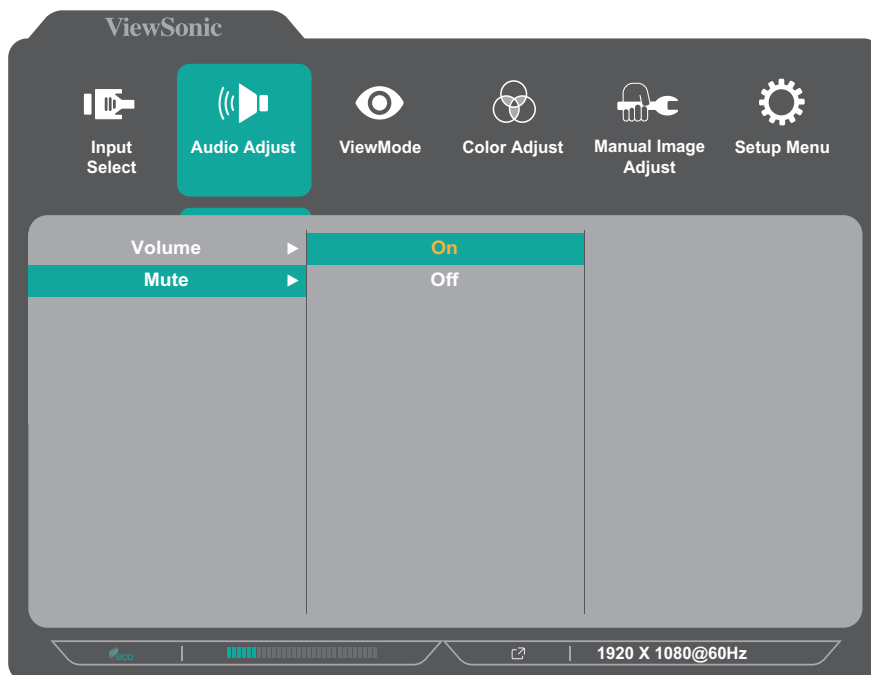 ViewSonic
Input
Select
Audio Adjust
ViewMode
Color Adjust
Manual Image
Adjust
Setup Menu
Volume
On
Mute
Off
eco
1920 X 1080@60Hz